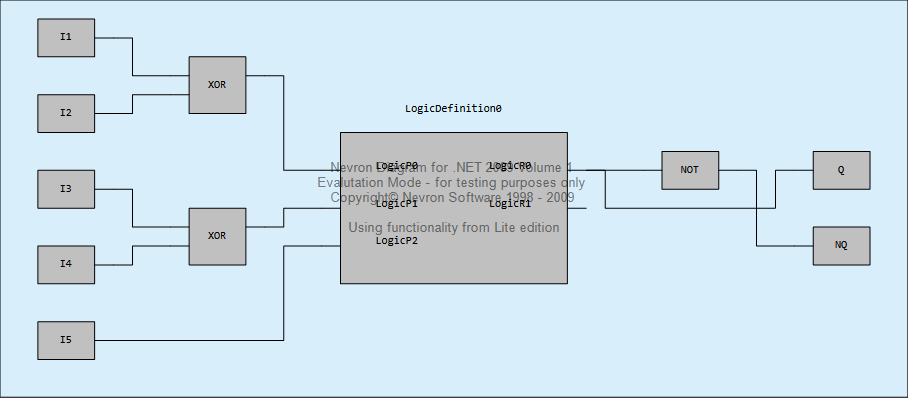 I1
I2
I3
I4
I5
XOR
XOR
LogicDefinition0
LogicP0
LogicP1
LogicP2
LogicR0
LogicR1
Nevron Diagram for .NET 2009 Volume 1
Evalutation Mode - for testing purposes only
Copyright© Nevron Software 1998 - 2009
Using functionality from Lite edition
NOT
Q
NQ